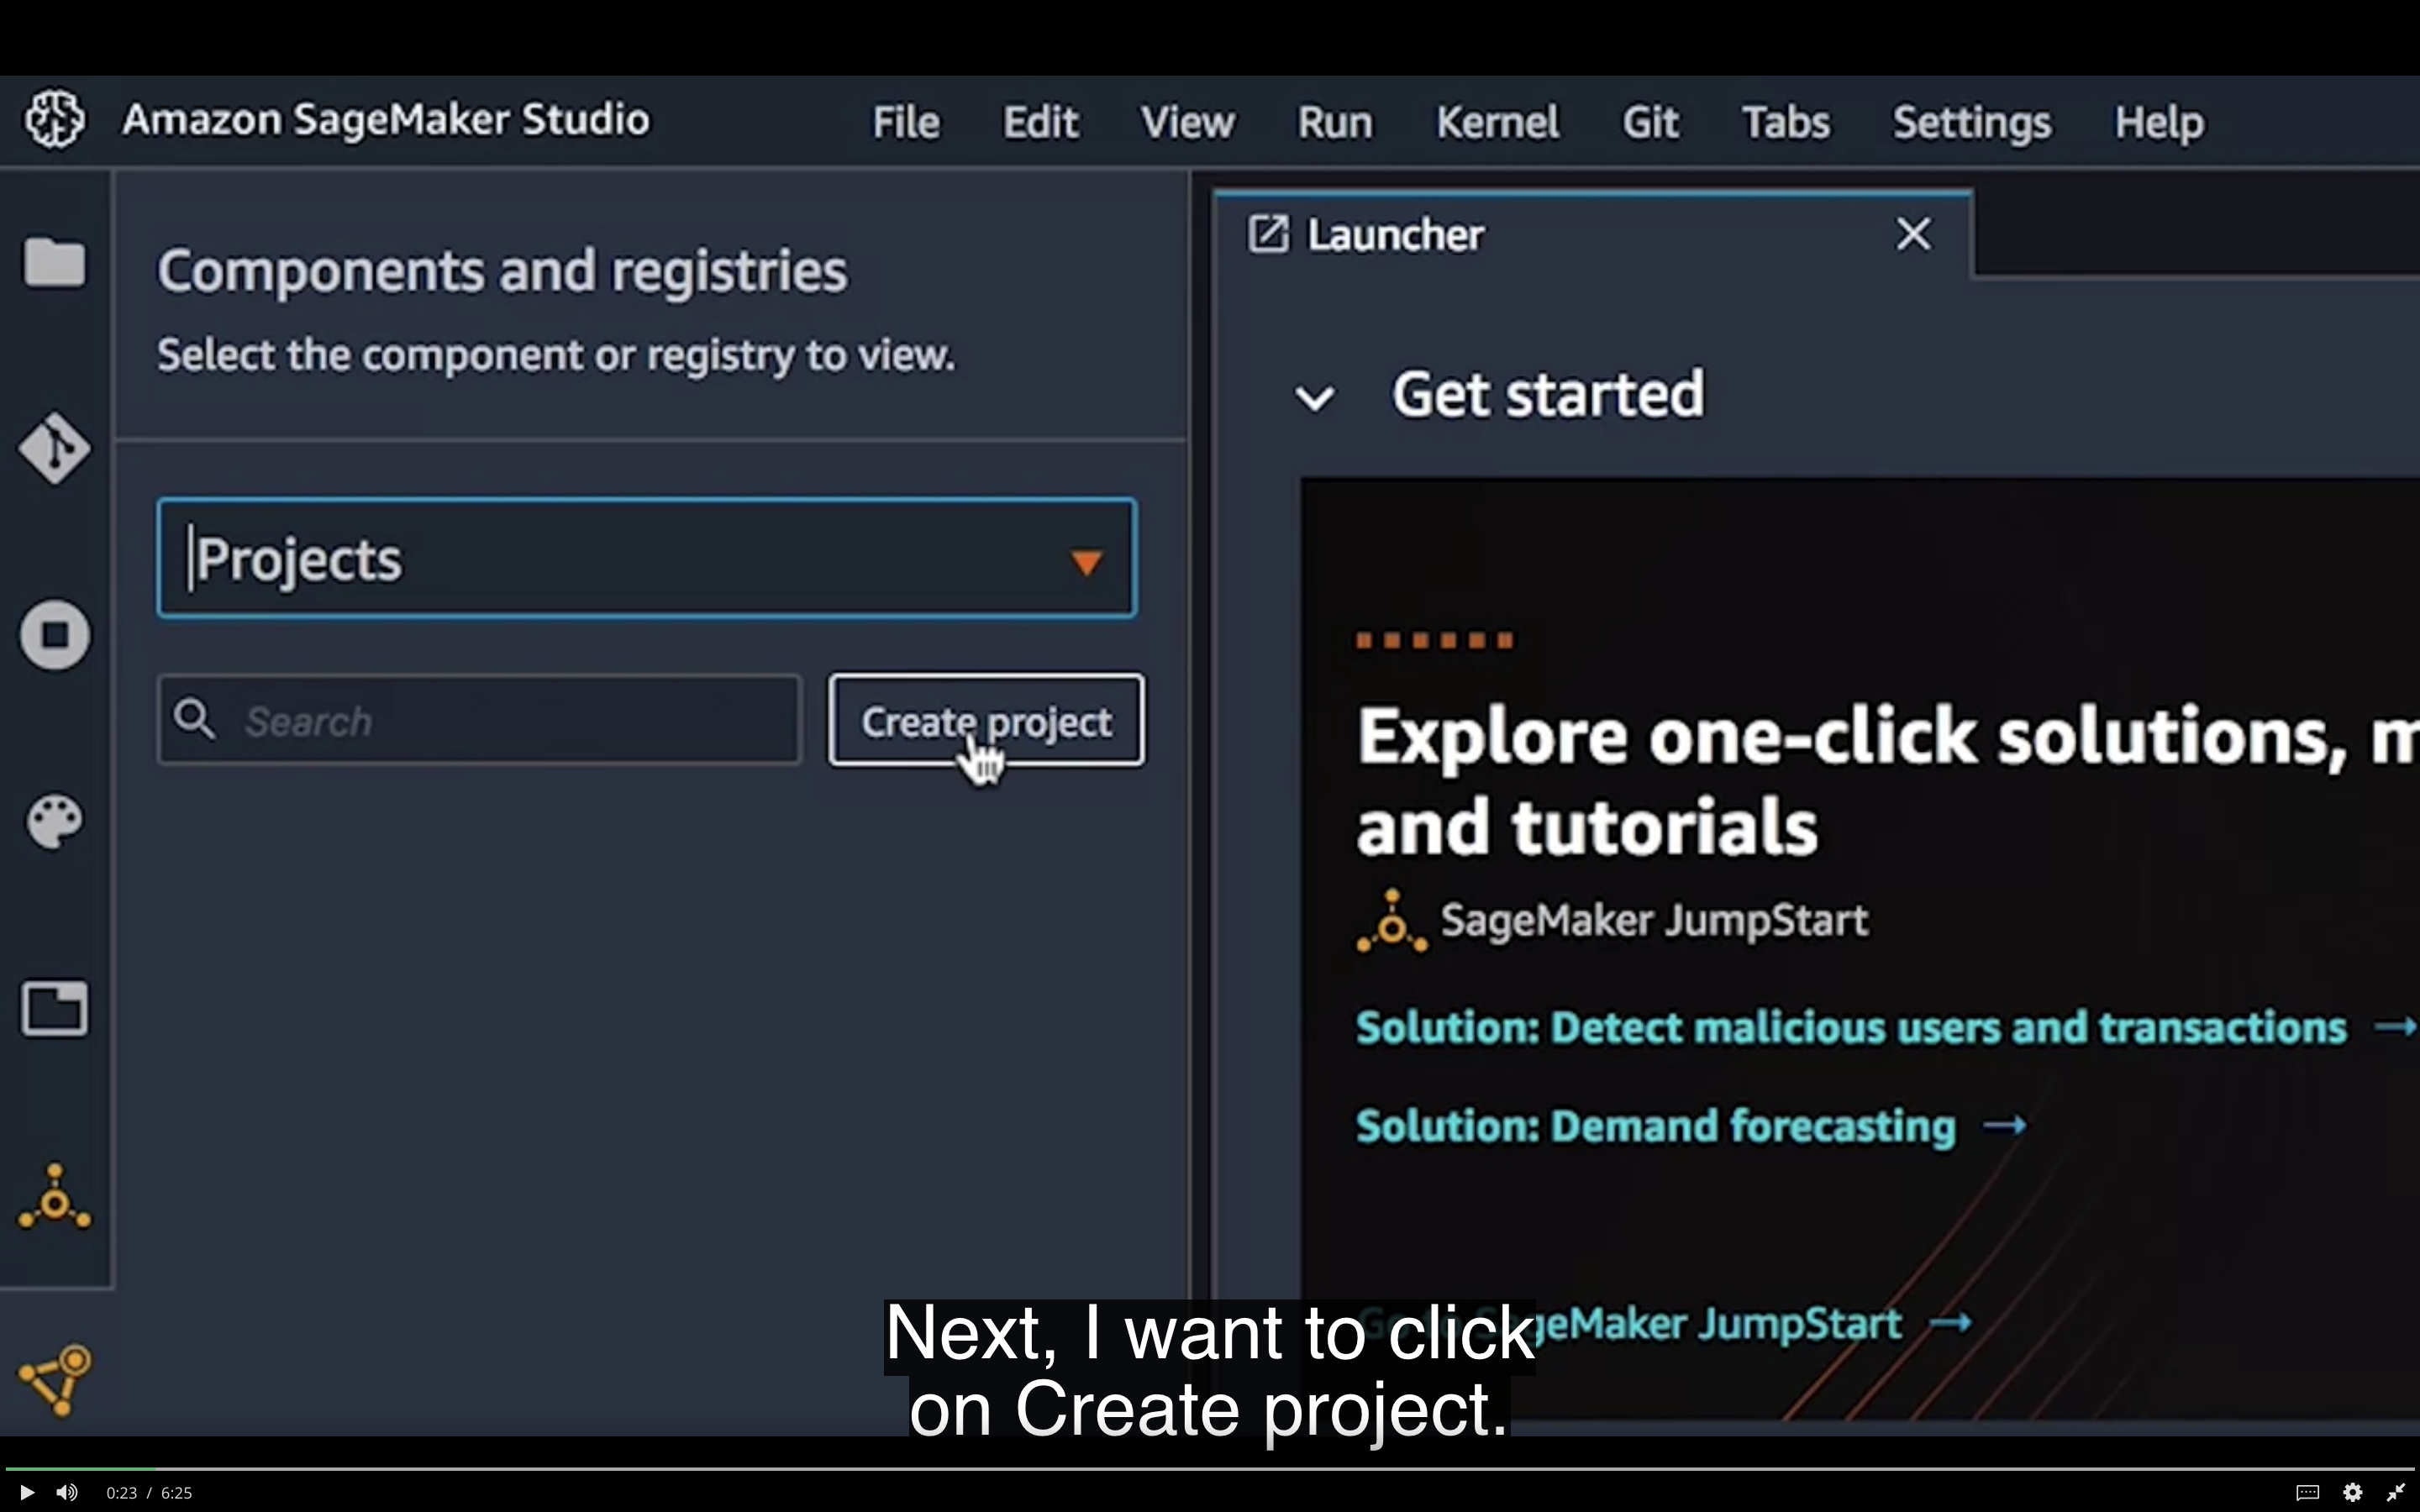 Amazon SageMaker Studio
File Edit View Run Kernel Git Tabs Settings Help
Components and registries
Select the component or registry to view.
Projects
Search
Create project
Launcher
Get started
Explore one-click solutions, m
and tutorials
SageMaker JumpStart
Solution: Detect malicious users and transactions →
Solution: Demand forecasting →
Go to SageMaker JumpStart →
Next, I want to click
on Create project.
0:23 / 6:25